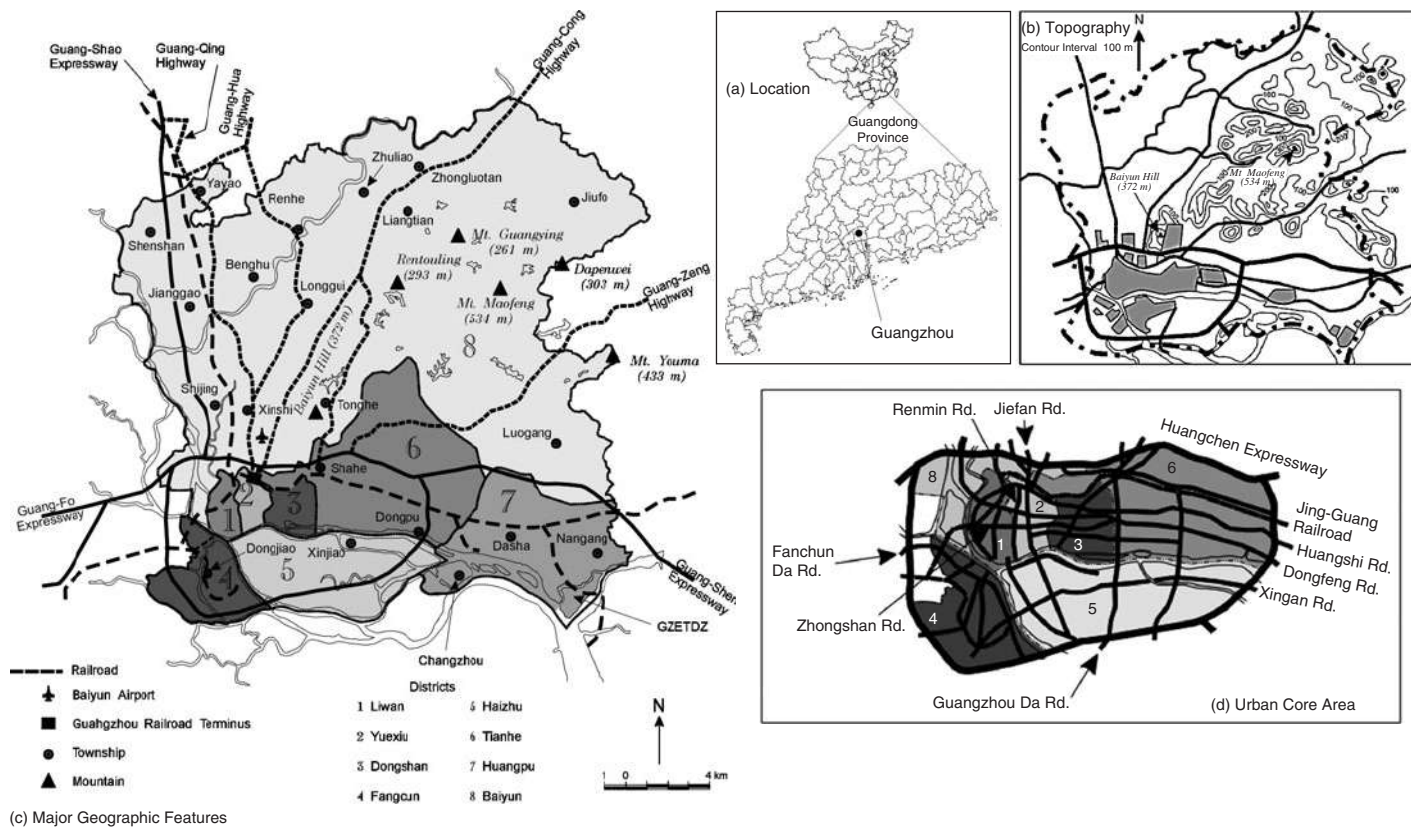 Guang-Shao
Expressway
Guang-Qing
Highway
Guang-Hua
Highway
Guang-Cong
Highway
Zhuliao
Zhongluotan
Yayao
Renhe
Liangtian
Jiufo
Shenshan
Mt. Guangying
(261 m)
Rentouling
(293 m)
Benghu
Dapenwei
(303 m)
Guang-Zeng
Highway
Jianggao
Longgui
Mt. Maofeng
(534 m)
8
Baiyun Hill (372 m)
Mt. Youma
(433 m)
Shijing
Xinshi
Tonghe
Luogang
6
Shahe
Guang-Fo
Expressway
2
1
3
7
Dongpu
Dasha
Nangang
Dongjiao
Xinjiao
4
5
Guang-Shen
Expressway
GZETDZ
Changzhou
Railroad
Baiyun Airport
Guahgzhou Railroad Terminus
Township
Mountain
Districts
1 Liwan
2 Yuexiu
3 Dongshan
4 Fangcun
5 Haizhu
6 Tianhe
7 Huangpu
8 Baiyun
N
1 0 4 km
(c) Major Geographic Features
(a) Location
Guangdong
Province
Guangzhou
(b) Topography
Contour Interval 100 m
N
100
100
100
200
200
Baiyun Hill
(372 m)
Mt Maofeng
(534 m)
100
100
100
Renmin Rd.
Jiefan Rd.
Huangchen Expressway
8
6
2
1
3
Jing-Guang
Railroad
Fanchun
Da Rd.
Huangshi Rd.
Dongfeng Rd.
Xingan Rd.
4
5
Zhongshan Rd.
Guangzhou Da Rd.
(d) Urban Core Area